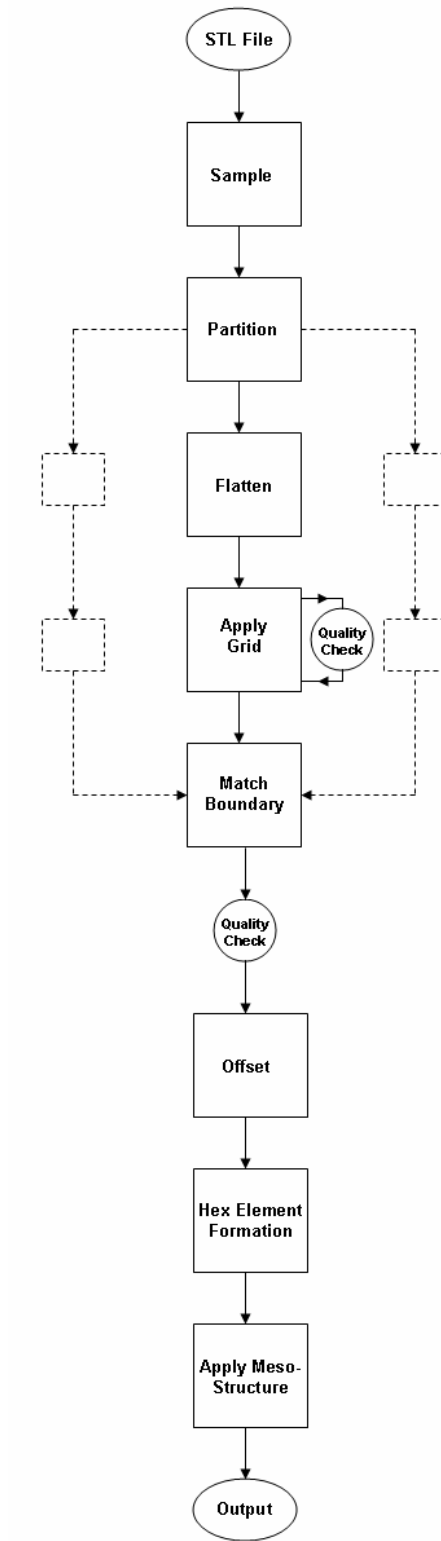 STL File
Sample
Partition
Flatten
Apply
Grid
Quality
Check
Match
Boundary
Quality
Check
Offset
Hex Element
Formation
Apply Meso-
Structure
Output